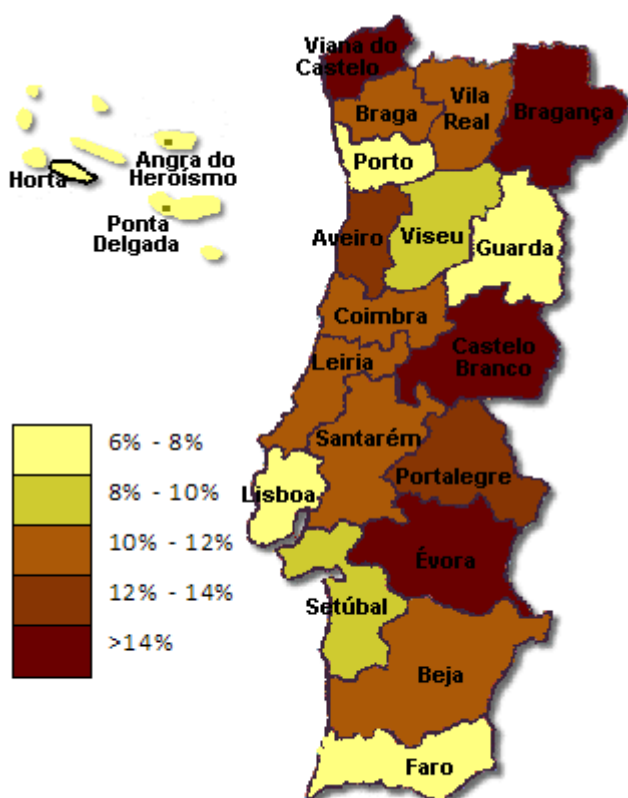 Viana do
Castelo
Braga
Vila
Real
Bragança
Porto
Horta
Angra do
Heroísmo
Ponta
Delgada
Aveiro
Viseu
Guarda
Coimbra
Castelo
Branco
Leiria
Santarém
Portalegre
Lisboa
Évora
Setúbal
Beja
Faro
6% - 8%
8% - 10%
10% - 12%
12% - 14%
>14%